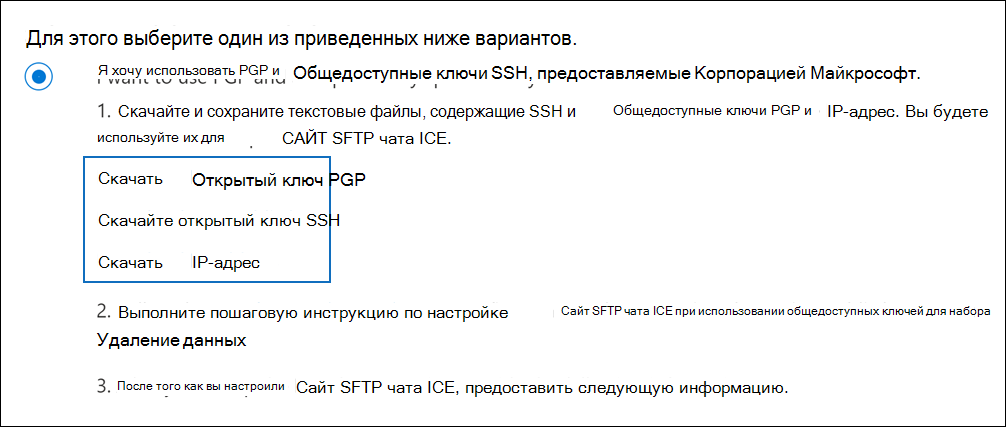 Для этого выберите один из приведенных ниже вариантов.
Я хочу использовать PGP и Общедоступные ключи SSH, предоставляемые Корпорацией Майкрософт.
1. Скачайте и сохраните текстовые файлы, содержащие SSH и Общедоступные ключи PGP и IP-адрес. Вы будете
используйте их для САЙТ SFTP чата ICE.
Скачать Открытый ключ PGP
Скачайте открытый ключ SSH
Скачать IP-адрес
2. Выполните пошаговую инструкцию по настройке Сайт SFTP чата ICE при использовании общедоступных ключей для набора
Удаление данных
3. После того как вы настроили Сайт SFTP чата ICE, предоставить следующую информацию.